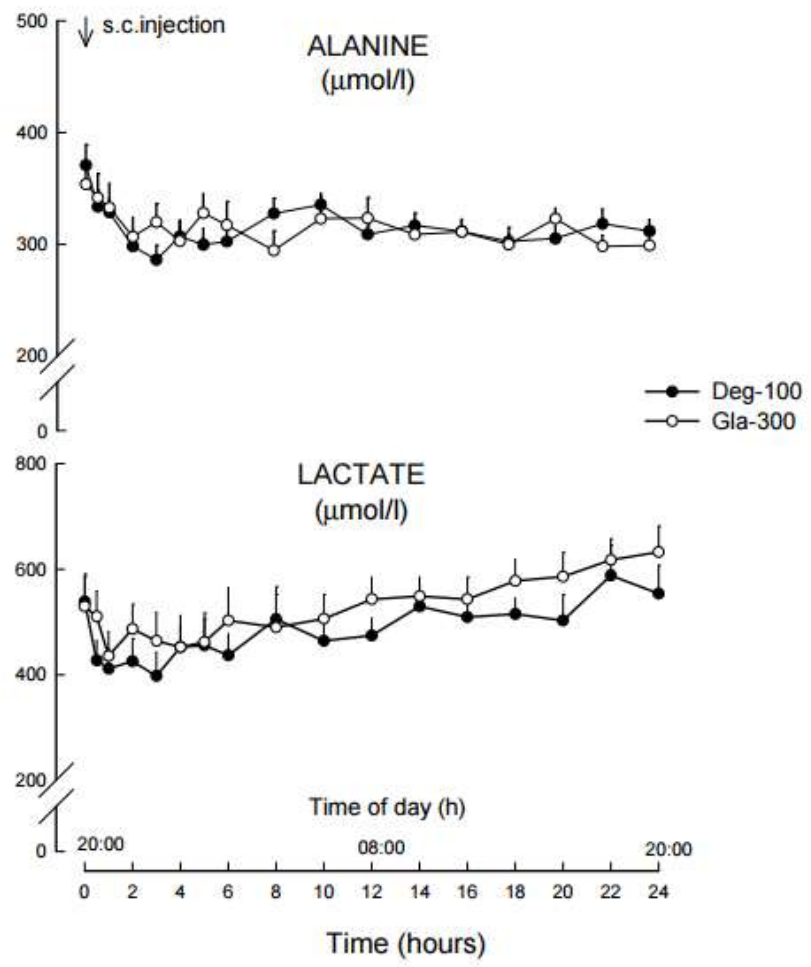 500
s.c.injection
ALANINE
(μmol/l)
400
300
200
Deg-100
Gla-300
0
800
LACTATE
(μmol/l)
600
400
200
Time of day (h)
0
20:00 08:00 20:00
0 2 4 6 8 10 12 14 16 18 20 22 24
Time (hours)